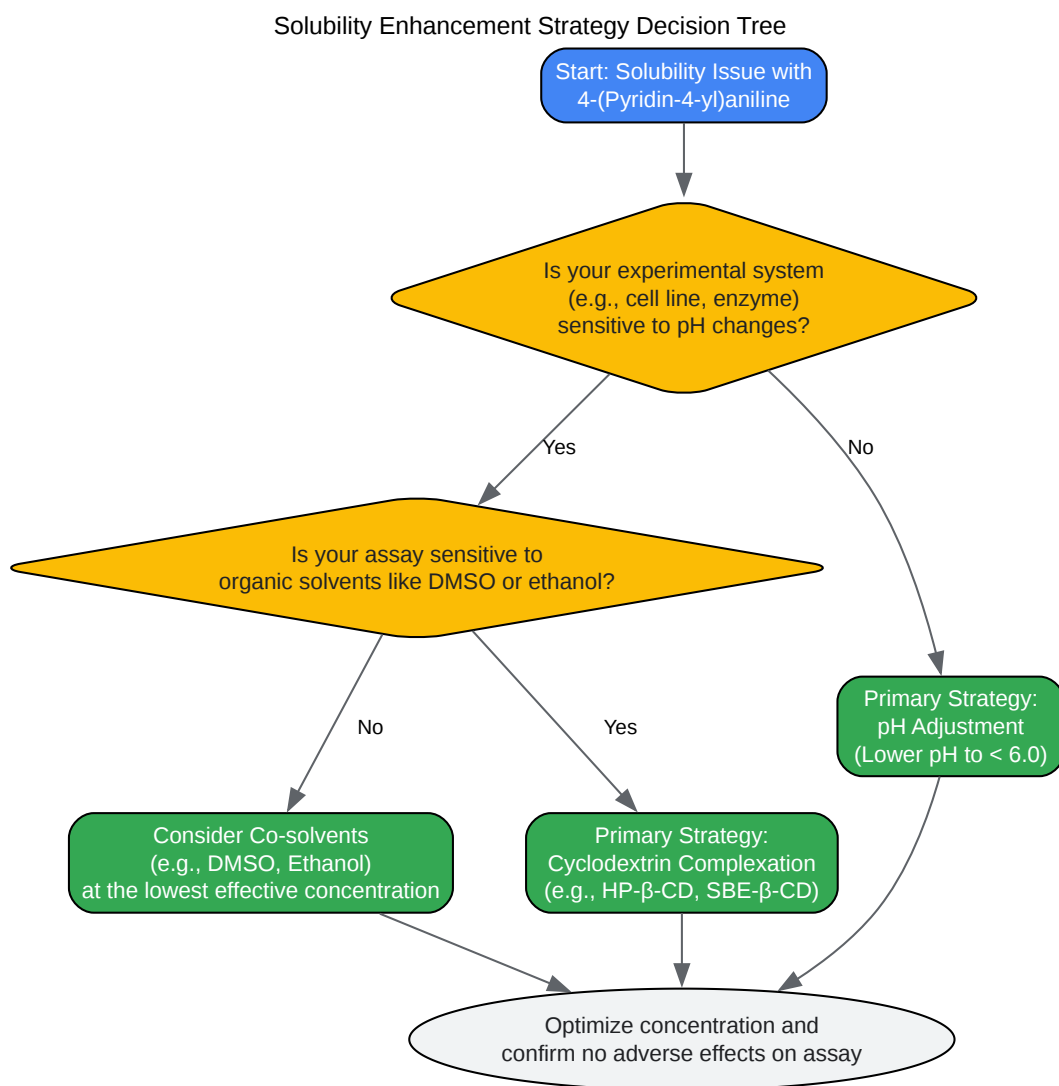 Solubility Enhancement Strategy Decision Tree
Start: Solubility Issue with
4-(Pyridin-4-yl)aniline
Is your experimental system
(e.g., cell line, enzyme)
sensitive to pH changes?
Yes
No
Is your assay sensitive to
organic solvents like DMSO or ethanol?
No
Yes
Primary Strategy:
pH Adjustment
(Lower pH to < 6.0)
Consider Co-solvents
(e.g., DMSO, Ethanol)
at the lowest effective concentration
Primary Strategy:
Cyclodextrin Complexation
(e.g., HP-β-CD, SBE-β-CD)
Optimize concentration and
confirm no adverse effects on assay